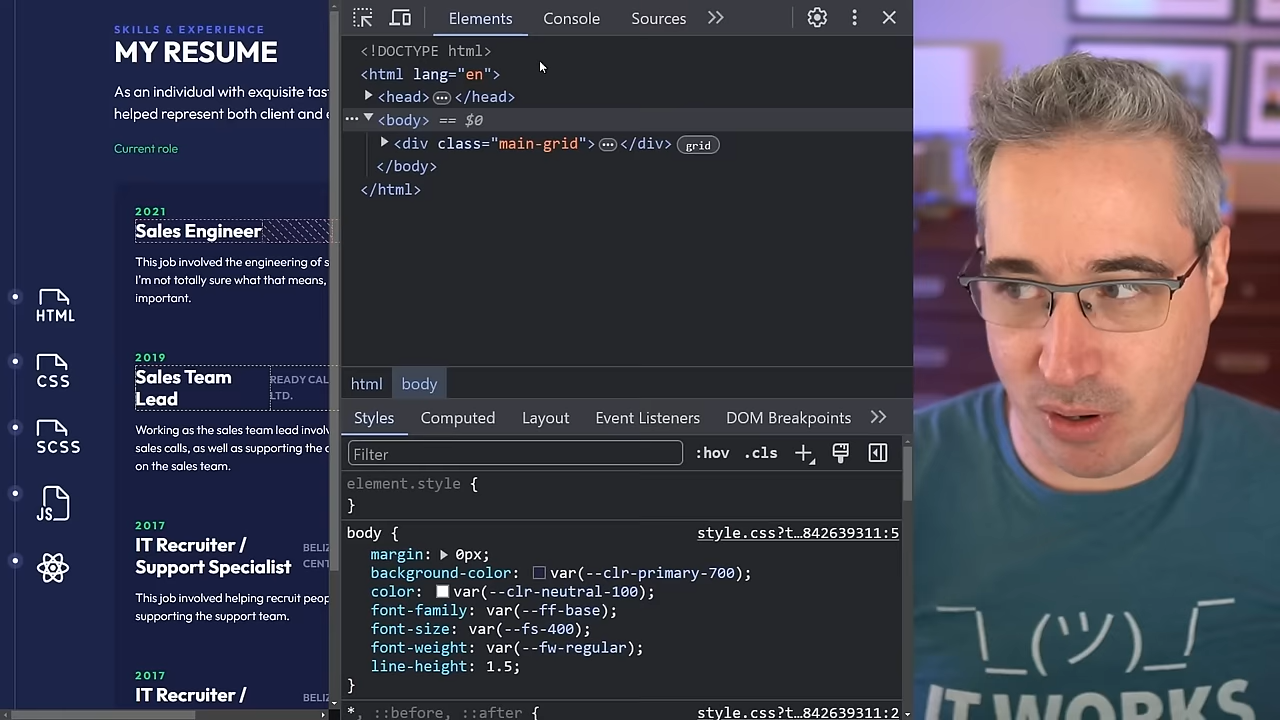 SKILLS & EXPERIENCE
MY RESUME
As an individual with exquisite tas
helped represent both client and e
Current role
2021
Sales Engineer
This job involved the engineering of s
I'm not totally sure what that means,
important.
HTML
2019
Sales Team
Lead
READY CAL
LTD.
CSS
Working as the sales team lead involv
sales calls, as well as supporting the c
on the sales team.
SCSS
JS
2017
IT Recruiter /
Support Specialist
BELIZ
CENT
This job involved helping recruit peop
supporting the support team.
2017
IT Recruiter /
BELIZ
Elements Console Sources
<!DOCTYPE html>
<html lang="en">
<head> ••• </head>
••• <body> == $0
<div class="main-grid"> ••• </div> grid
</body>
</html>
html body
Styles Computed Layout Event Listeners DOM Breakpoints
Filter :hov .cls
element.style {
}
body { style.css?t…842639311:5
margin: 0px;
background-color: var(--clr-primary-700);
color: var(--clr-neutral-100);
font-family: var(--ff-base);
font-size: var(--fs-400);
font-weight: var(--fw-regular);
line-height: 1.5;
}
*, ::before, ::after { style.css?t…842639311:2
¯\_(ツ)_/¯
IT WORKS